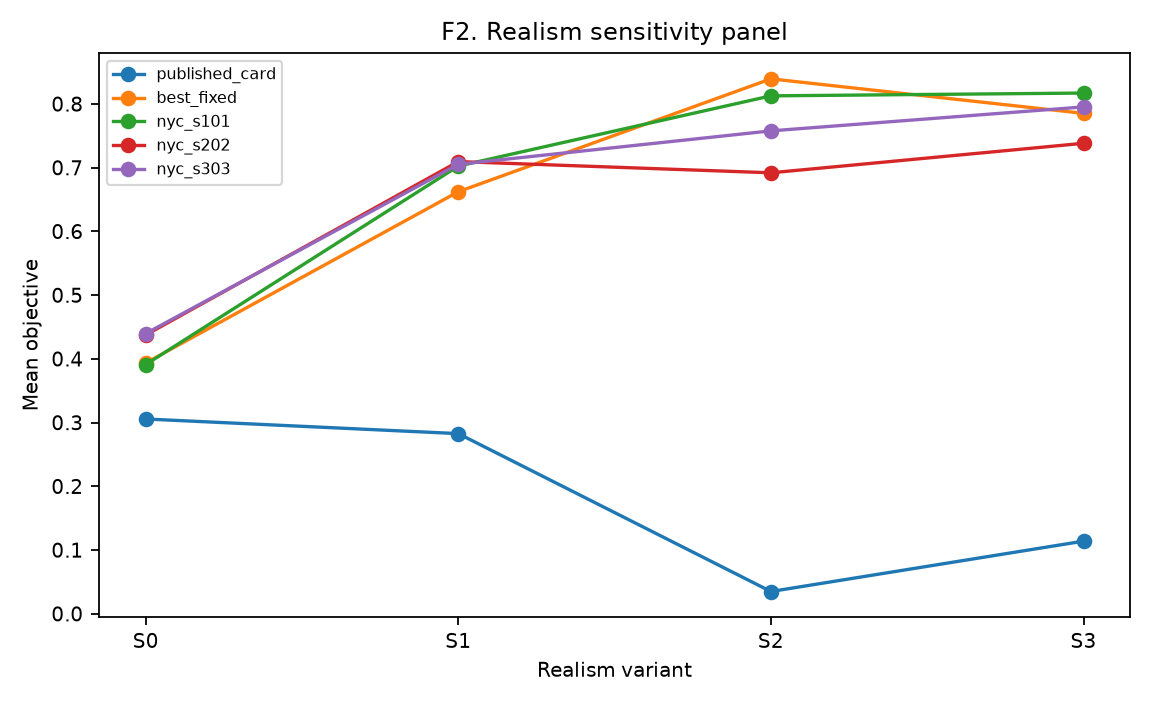 F2. Realism sensitivity panel
published_card
best_fixed
nyc_s101
nyc_s202
nyc_s303
Mean objective
0.8
0.7
0.6
0.5
0.4
0.3
0.2
0.1
0.0
S0 S1 S2 S3
Realism variant